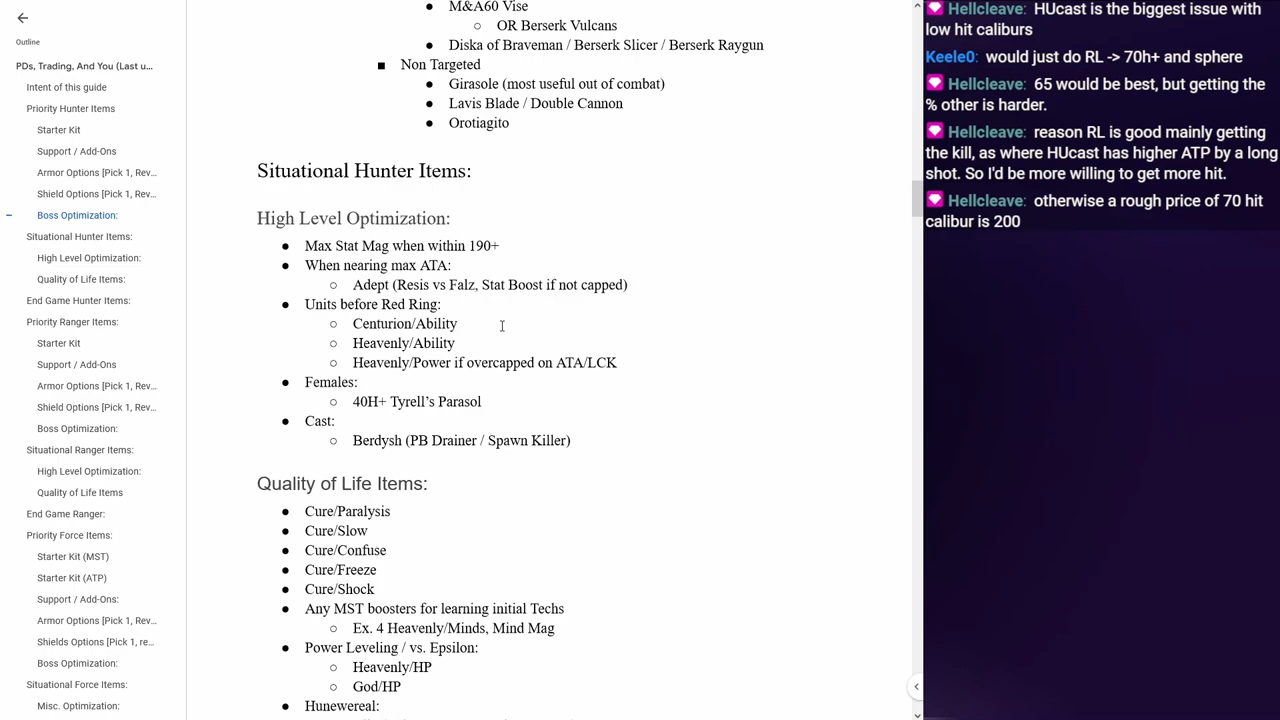 Outline
PDs, Trading, And You (Last u...
Intent of this guide
Priority Hunter Items
Starter Kit
Support / Add-Ons
Armor Options [Pick 1, Rev...
Shield Options [Pick 1, Rev...
Boss Optimization:
Situational Hunter Items:
High Level Optimization:
Quality of Life Items:
End Game Hunter Items:
Priority Ranger Items:
Starter Kit
Support / Add-Ons
Armor Options [Pick 1, Rev...
Shield Options [Pick 1, Rev...
Boss Optimization:
Situational Ranger Items:
High Level Optimization:
Quality of Life Items
End Game Ranger:
Priority Force Items:
Starter Kit (MST)
Starter Kit (ATP)
Support / Add-Ons:
Armor Options [Pick 1, Rev...
Shields Options [Pick 1, re...
Boss Optimization:
Situational Force Items:
Misc. Optimization:
M&A60 Vise
OR Berserk Vulcans
Diska of Braveman / Berserk Slicer / Berserk Raygun
Non Targeted
Girasole (most useful out of combat)
Lavis Blade / Double Cannon
Orotiagito
Situational Hunter Items:
High Level Optimization:
Max Stat Mag when within 190+
When nearing max ATA:
Adept (Resis vs Falz, Stat Boost if not capped)
Units before Red Ring:
Centurion/Ability
Heavenly/Ability
Heavenly/Power if overcapped on ATA/LCK
Females:
40H+ Tyrell's Parasol
Cast:
Berdysh (PB Drainer / Spawn Killer)
Quality of Life Items:
Cure/Paralysis
Cure/Slow
Cure/Confuse
Cure/Freeze
Cure/Shock
Any MST boosters for learning initial Techs
Ex. 4 Heavenly/Minds, Mind Mag
Power Leveling / vs. Epsilon:
Heavenly/HP
God/HP
Hunewereal:
Hellcleave: HUcast is the biggest issue with
low hit caliburs
Keele0: would just do RL -> 70h+ and sphere
Hellcleave: 65 would be best, but getting the
% other is harder.
Hellcleave: reason RL is good mainly getting
the kill, as where HUcast has higher ATP by a long
shot. So I'd be more willing to get more hit.
Hellcleave: otherwise a rough price of 70 hit
calibur is 200